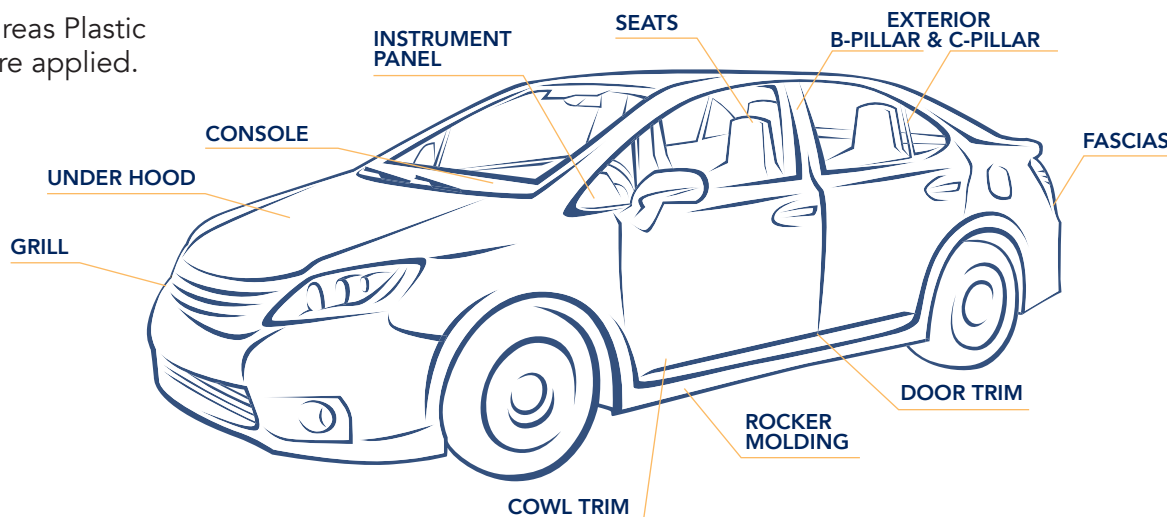 reas Plastic
re applied.
INSTRUMENT
PANEL
SEATS
EXTERIOR
B-PILLAR & C-PILLAR
CONSOLE
FASCIAS
UNDER HOOD
GRILL
DOOR TRIM
ROCKER
MOLDING
COWL TRIM